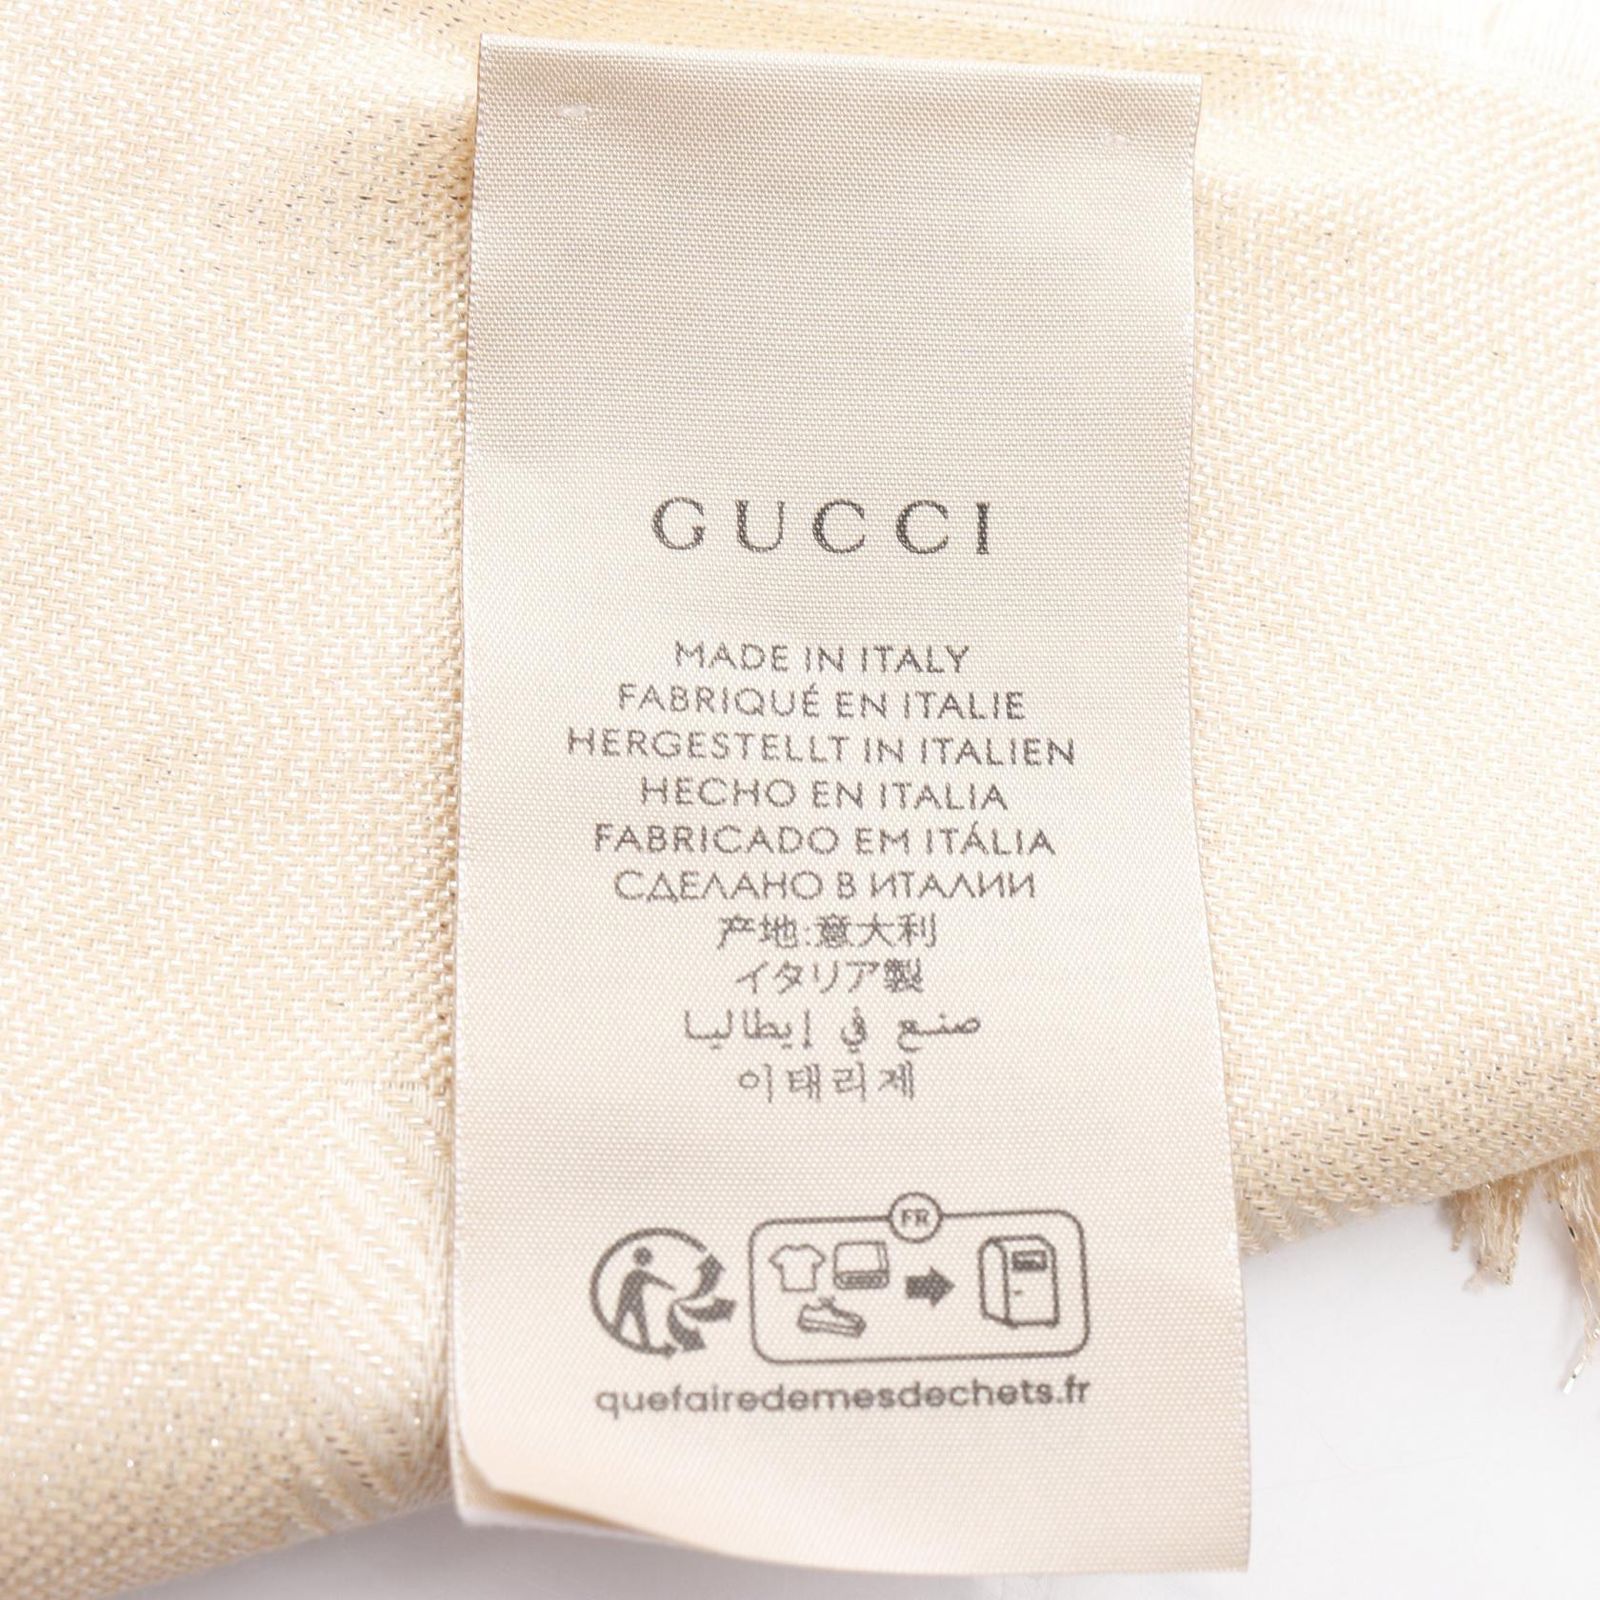 GUCCI
MADE IN ITALY
FABRIQUÉ EN ITALIE
HERGESTELLT IN ITALIEN
HECHO EN ITALIA
FABRICADO EM ITÁLIA
СДЕЛАНО В ИТАЛИИ
产地:意大利
イタリア製
صنع في إيطاليا
이태리제
FR
quefairedemesdechets.fr